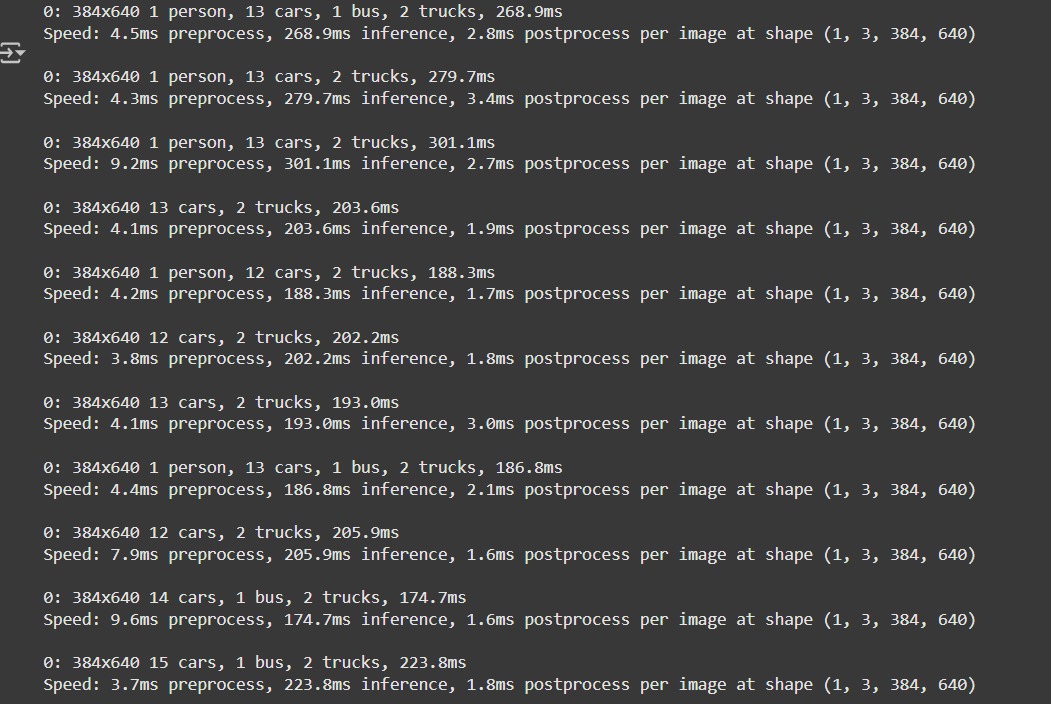 0: 384x640 1 person, 13 cars, 1 bus, 2 trucks, 268.9ms
Speed: 4.5ms preprocess, 268.9ms inference, 2.8ms postprocess per image at shape (1, 3, 384, 640)
0: 384x640 1 person, 13 cars, 2 trucks, 279.7ms
Speed: 4.3ms preprocess, 279.7ms inference, 3.4ms postprocess per image at shape (1, 3, 384, 640)
0: 384x640 1 person, 13 cars, 2 trucks, 301.1ms
Speed: 9.2ms preprocess, 301.1ms inference, 2.7ms postprocess per image at shape (1, 3, 384, 640)
0: 384x640 13 cars, 2 trucks, 203.6ms
Speed: 4.1ms preprocess, 203.6ms inference, 1.9ms postprocess per image at shape (1, 3, 384, 640)
0: 384x640 1 person, 12 cars, 2 trucks, 188.3ms
Speed: 4.2ms preprocess, 188.3ms inference, 1.7ms postprocess per image at shape (1, 3, 384, 640)
0: 384x640 12 cars, 2 trucks, 202.2ms
Speed: 3.8ms preprocess, 202.2ms inference, 1.8ms postprocess per image at shape (1, 3, 384, 640)
0: 384x640 13 cars, 2 trucks, 193.0ms
Speed: 4.1ms preprocess, 193.0ms inference, 3.0ms postprocess per image at shape (1, 3, 384, 640)
0: 384x640 1 person, 13 cars, 1 bus, 2 trucks, 186.8ms
Speed: 4.4ms preprocess, 186.8ms inference, 2.1ms postprocess per image at shape (1, 3, 384, 640)
0: 384x640 12 cars, 2 trucks, 205.9ms
Speed: 7.9ms preprocess, 205.9ms inference, 1.6ms postprocess per image at shape (1, 3, 384, 640)
0: 384x640 14 cars, 1 bus, 2 trucks, 174.7ms
Speed: 9.6ms preprocess, 174.7ms inference, 1.6ms postprocess per image at shape (1, 3, 384, 640)
0: 384x640 15 cars, 1 bus, 2 trucks, 223.8ms
Speed: 3.7ms preprocess, 223.8ms inference, 1.8ms postprocess per image at shape (1, 3, 384, 640)